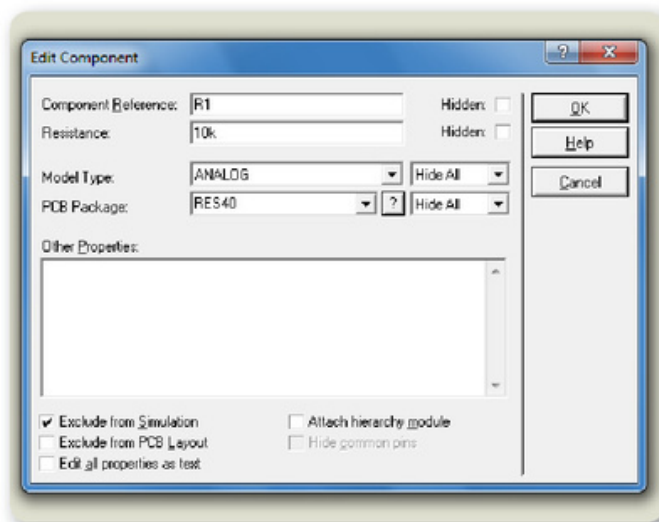 Edit Component
Component Reference: R1 Hidden: OK
Resistance: 10k Hidden: Help
Model Type: ANALOG Hide All Cancel
PCB Package: RES40 ? Hide All
Other Properties:
Exclude from Simulation Attach hierarchy module
Exclude from PCB Layout Hide common pins
Edit all properties as text